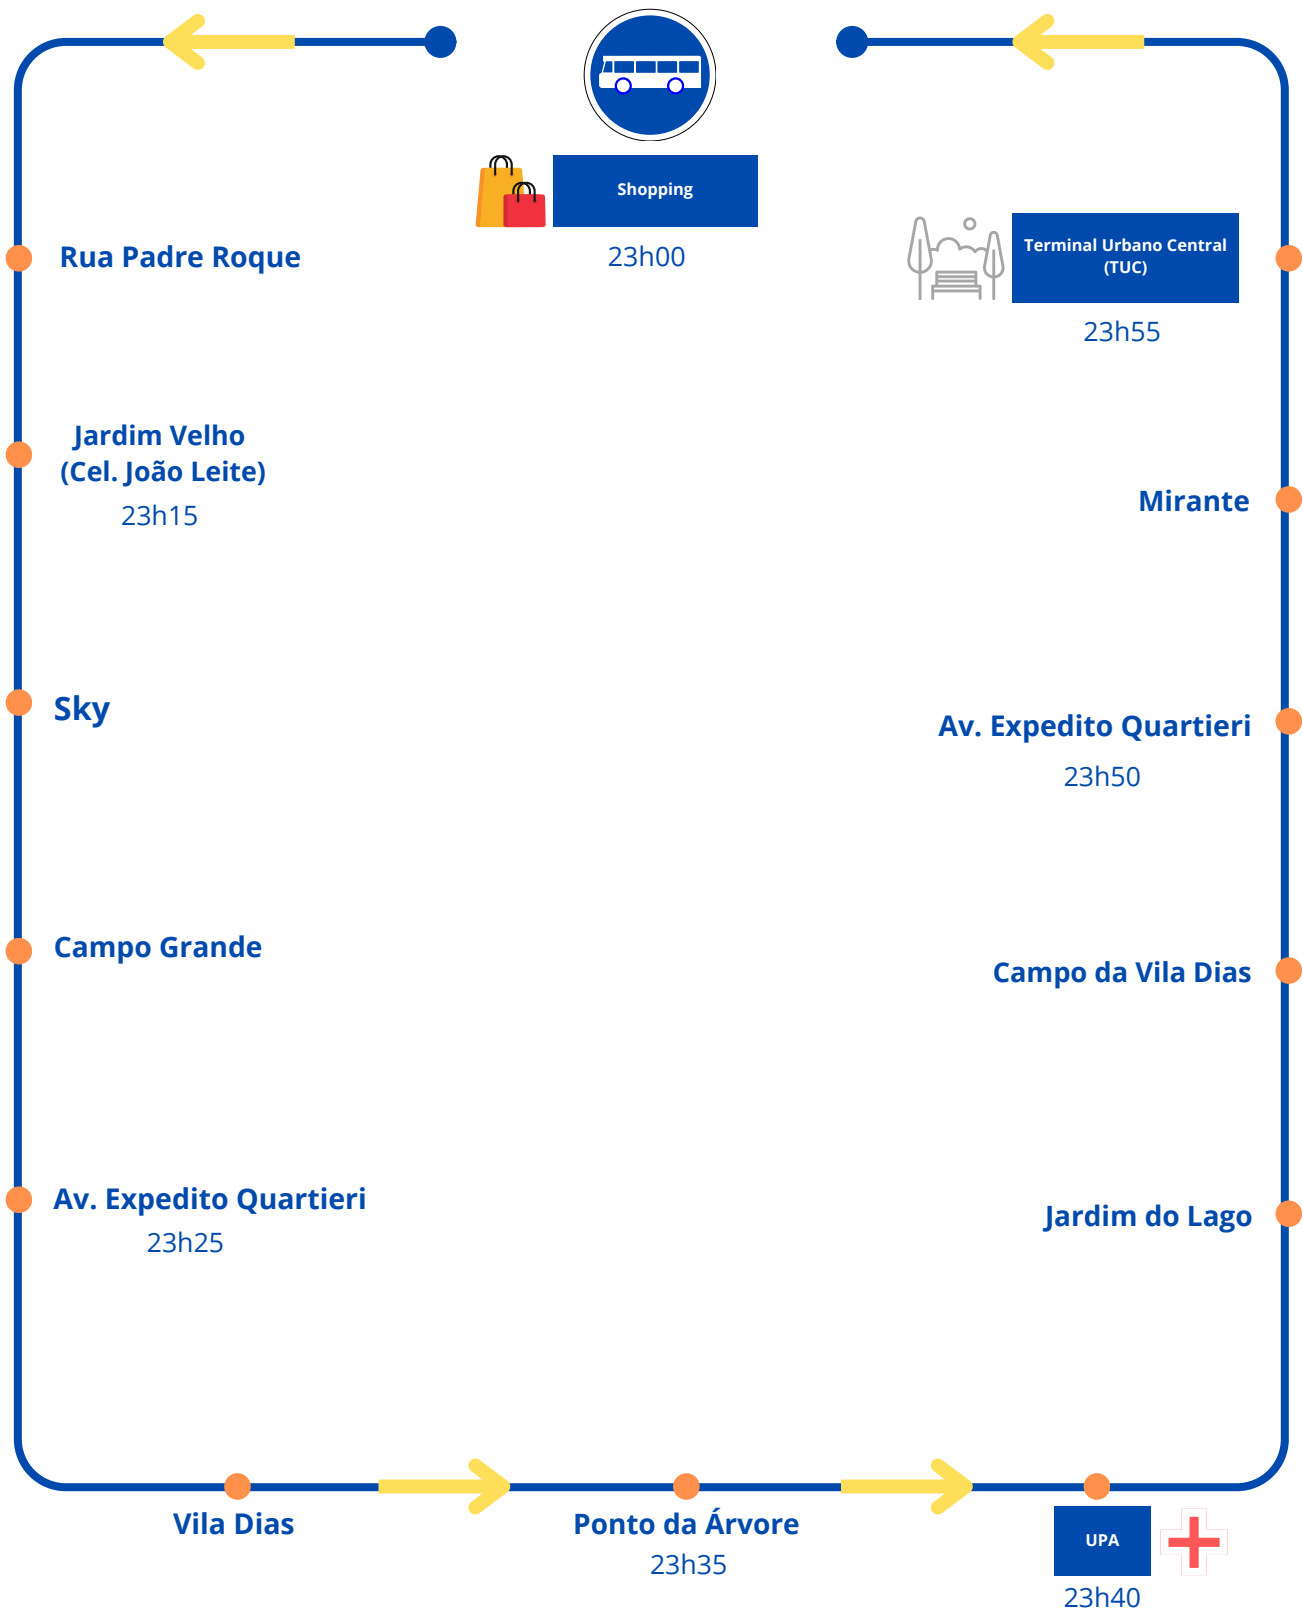 Shopping
23h00
Rua Padre Roque
Jardim Velho
(Cel. João Leite)
23h15
Sky
Campo Grande
Av. Expedito Quartieri
23h25
Vila Dias
Ponto da Árvore
23h35
UPA
23h40
Jardim do Lago
Campo da Vila Dias
Av. Expedito Quartieri
23h50
Mirante
Terminal Urbano Central
(TUC)
23h55